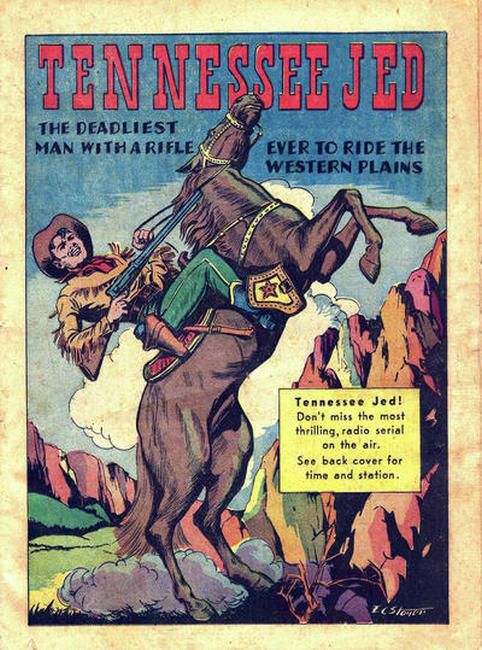 TENNESSEE JED
THE DEADLIEST
MAN WITH A RIFLE
EVER TO RIDE THE
WESTERN PLAINS
Tennessee Jed!
Don't miss the most
thrilling, radio serial
on the air.
See back cover for
time and station.